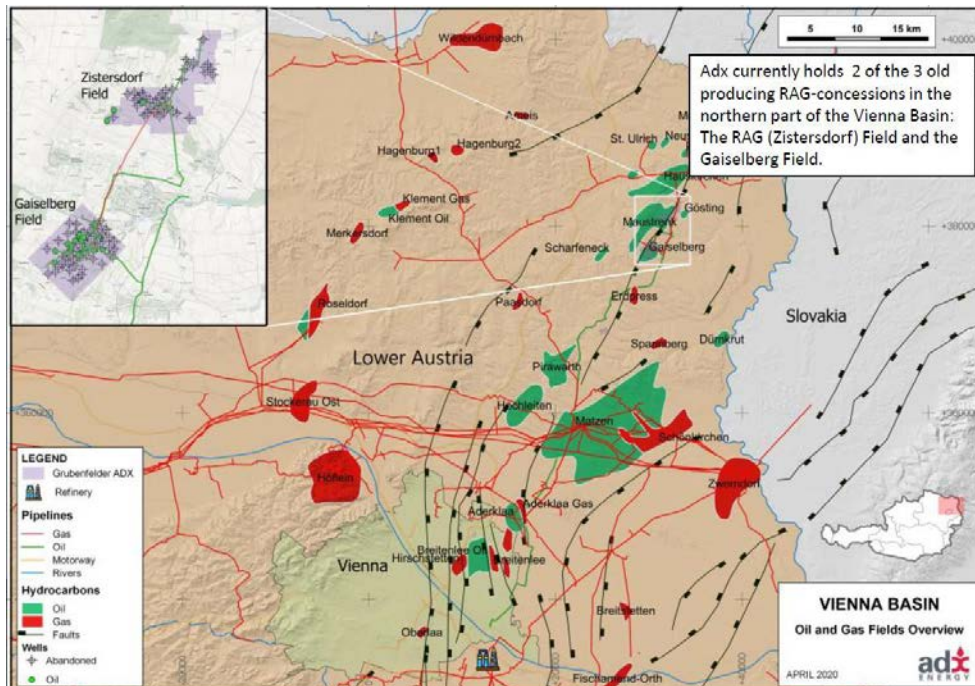 Zistersdorf
Field
Gaiselberg
Field
5 10 15 km
Adx currently holds 2 of the 3 old
producing RAG-concessions in the
northern part of the Vienna Basin:
The RAG (Zistersdorf) Field and the
Gaiselberg Field.
Wildendürnbach
Ameis
St. Ulrich
Hagenburg1
Hagenburg2
Klement Gas
Klement Oil
Merkersdorf
Gösting
Maustrenk
Scharfeneck
Gaiselberg
Roseldorf
Paasdorf
Erdpress
Slovakia
Spannberg
Dürnkrut
Lower Austria
Pirawarth
Stockerau Ost
Hochleiten
Matzen
Schönkirchen
Höflein
Zwerndorf
Aderklaa
Aderklaa Gas
Vienna
Hirschstetten
Breitenlee Oil
Breitenlee
Breitstetten
Oberlaa
Fischamend-Orth
LEGEND
Grubenfelder ADX
Refinery
Pipelines
Gas
Oil
Motorway
Rivers
Hydrocarbons
Oil
Gas
Faults
Wells
Abandoned
Oil
VIENNA BASIN
Oil and Gas Fields Overview
APRIL 2020
adx
ENERGY